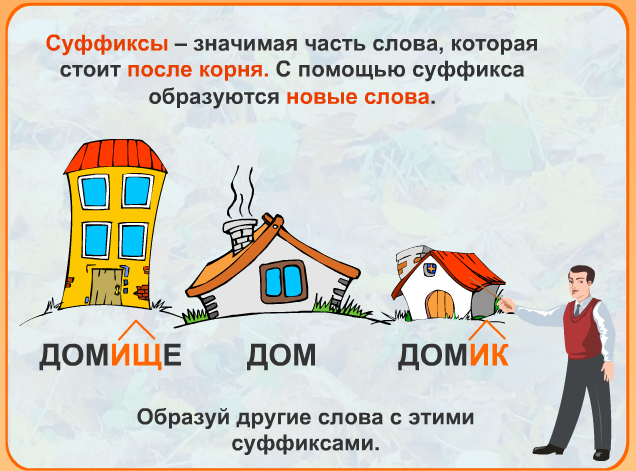 Суффиксы – значимая часть слова, которая
стоит после корня. С помощью суффикса
образуются новые слова.
ДОМИЩЕ ДОМ ДОМИК
Образуй другие слова с этими
суффиксами.